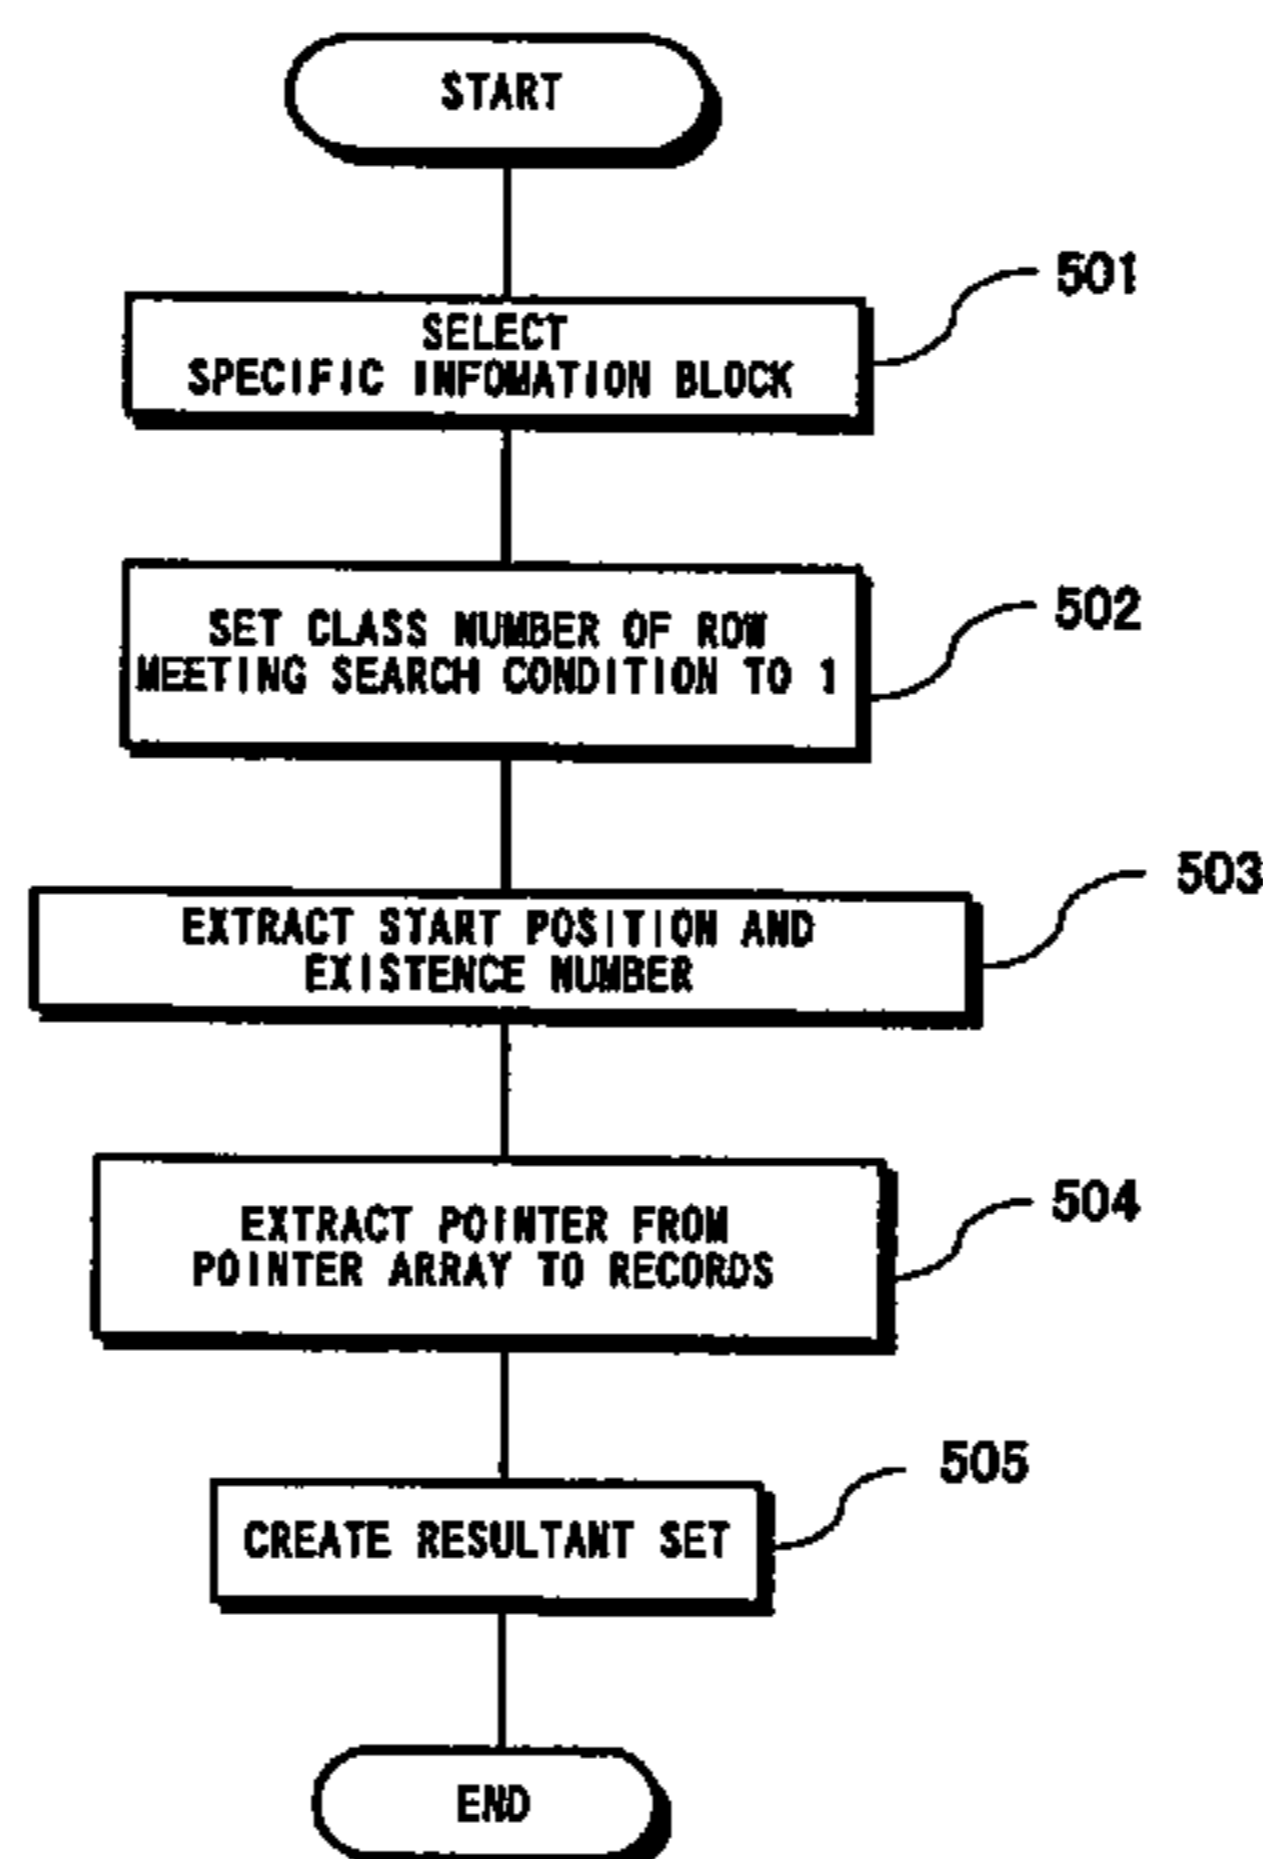 START
501
SELECT
SPECIFIC INFOMATION BLOCK
502
SET CLASS NUMBER OF ROW
MEETING SEARCH CONDITION TO 1
503
EXTRACT START POSITION AND
EXISTENCE NUMBER
504
EXTRACT POINTER FROM
POINTER ARRAY TO RECORDS
505
CREATE RESULTANT SET
END